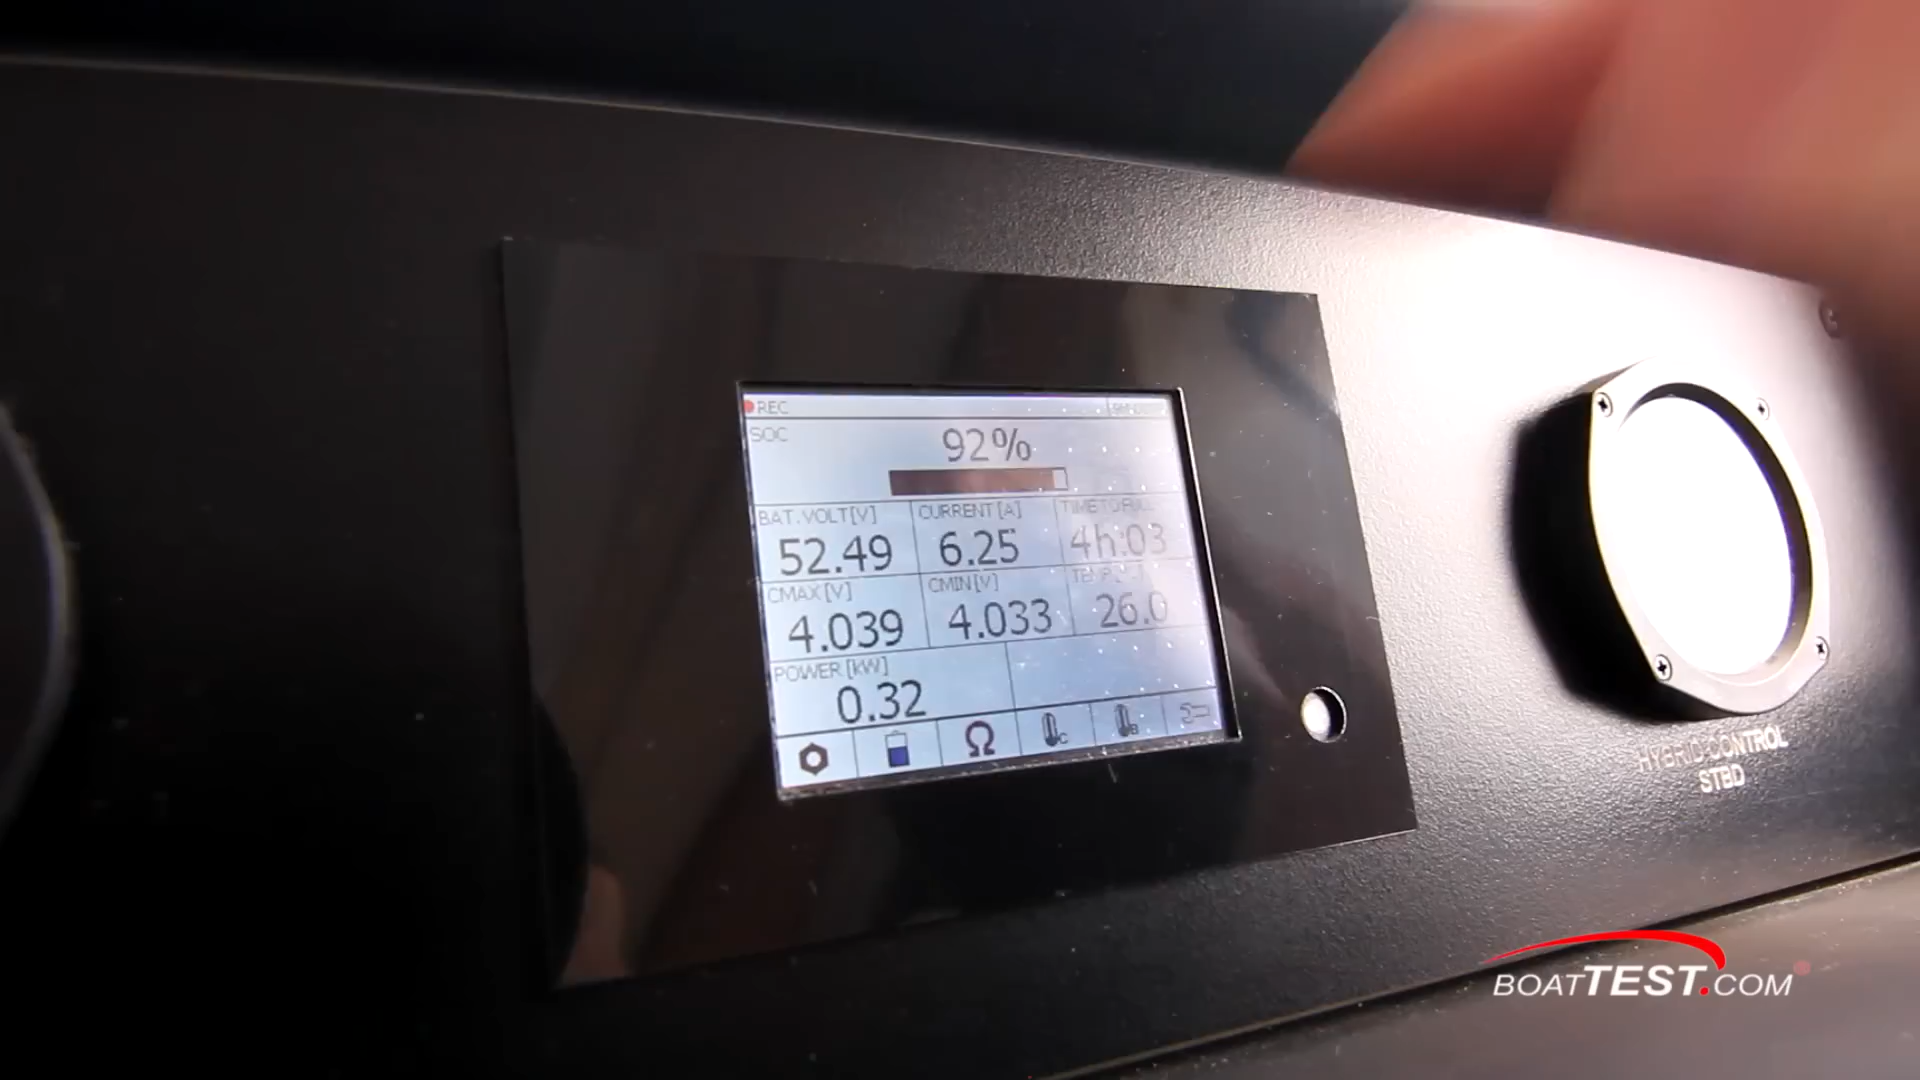 REC
SOC
92%
BAT.VOLT[V] CURRENT[A] TIME TO FULL
52.49 6.25 4h:03
CMAX[V] CMIN[V]
4.039 4.033 26.0
POWER[kW]
0.32
Ω
C
B
HYBRID CONTROL
STBD
BOATTEST.COM